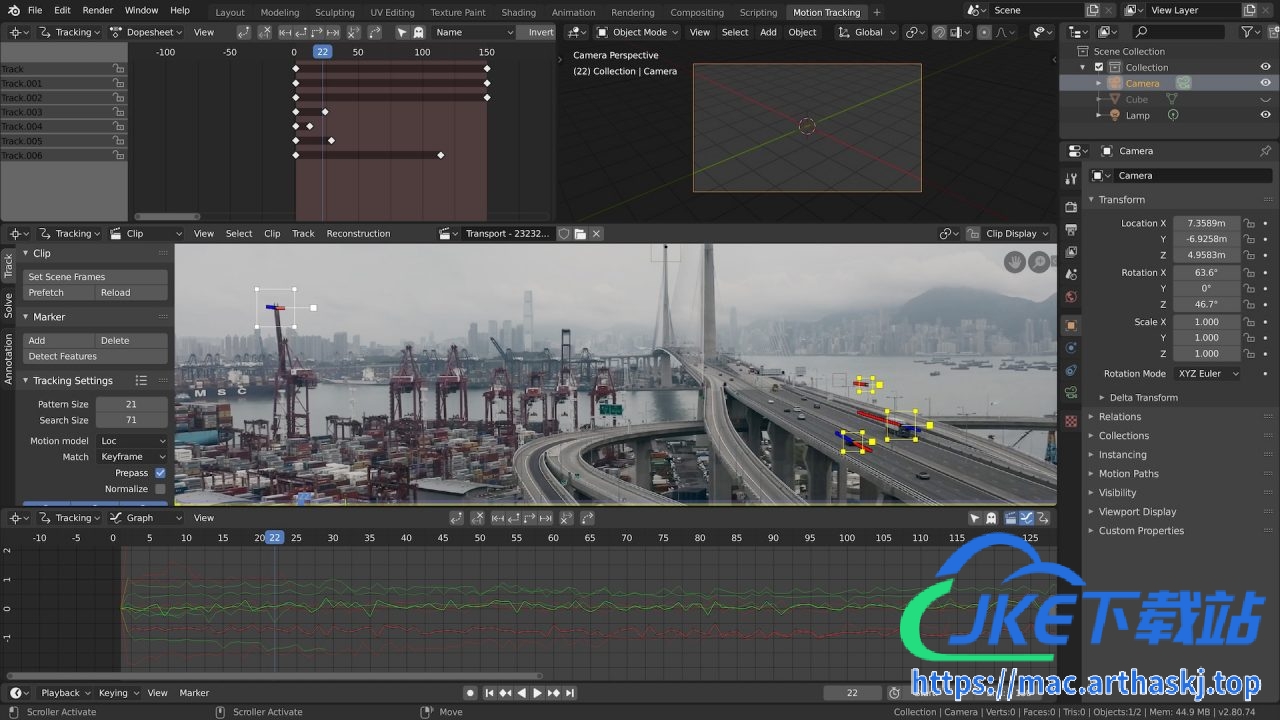 File Edit Render Window Help Layout Modeling Sculpting UV Editing Texture Paint Shading Animation Rendering Compositing Scripting Motion Tracking + Scene View Layer
Tracking Dopesheet View Name Invert Object Mode View Select Add Object Global
-100 -50 0 22 50 100 150
Track
Track.001
Track.002
Track.003
Track.004
Track.005
Track.006
Camera Perspective
(22) Collection | Camera
Scene Collection
Collection
Camera
Cube
Lamp
Camera
Camera
Transform
Location X 7.3589m
Y -6.9258m
Z 4.9583m
Rotation X 63.6°
Y 0°
Z 46.7°
Scale X 1.000
Y 1.000
Z 1.000
Rotation Mode XYZ Euler
Delta Transform
Relations
Collections
Instancing
Motion Paths
Visibility
Viewport Display
Custom Properties
Tracking Clip View Select Clip Track Reconstruction Transport - 23232... Clip Display
Track
Solve
Annotation
Clip
Set Scene Frames
Prefetch Reload
Marker
Add Delete
Detect Features
Tracking Settings
Pattern Size 21
Search Size 71
Motion model Loc
Match Keyframe
Prepass
Normalize
M S C
Tracking Graph View
-10 -5 0 5 10 15 20 22 30 35 40 45 50 55 60 65 70 75 80 85 90 95 100 105 110 115 125
2
1
0
-1
JKE下载站
https://mac.arthaskj.top
Playback Keying View Marker 22
Scroller Activate Scroller Activate Move Collection | Camera | Verts:0 | Faces:0 | Tris:0 | Objects:1/2 | Mem: 44.9 MB | v2.80.74